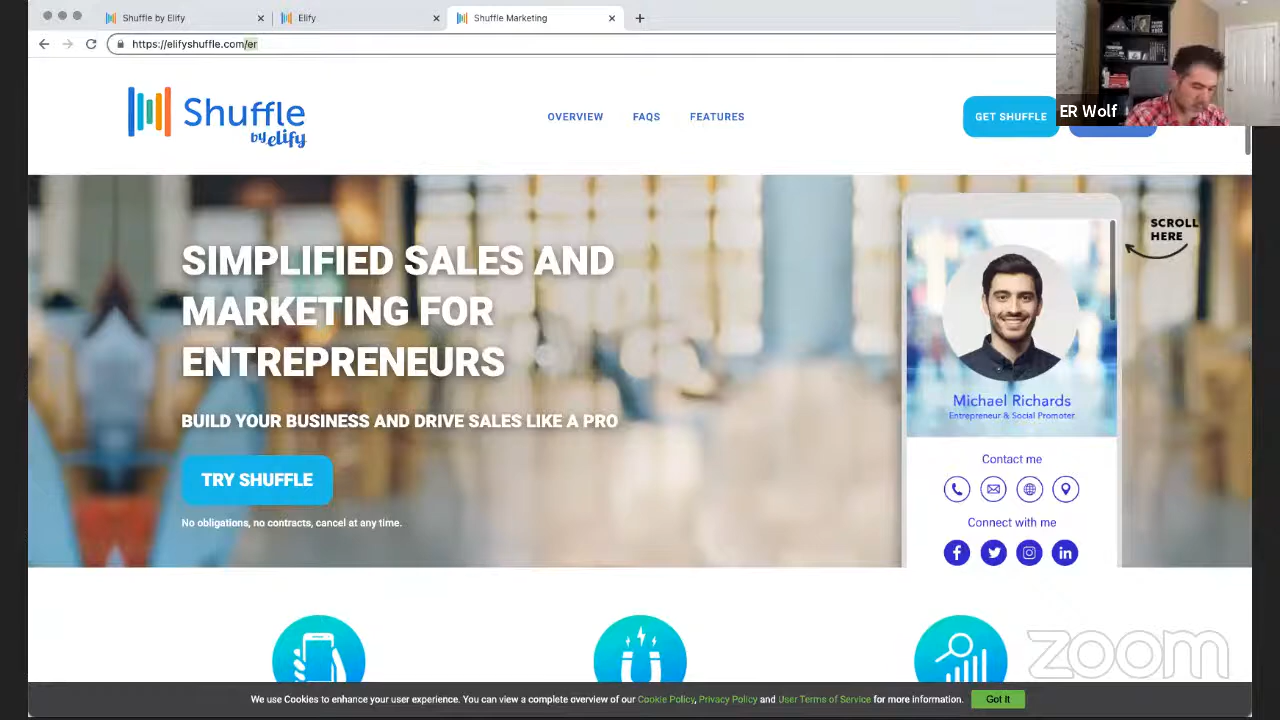 Shuffle by Elify
Elify
Shuffle Marketing
https://elifyshuffle.com/er
ER Wolf
Shuffle
by elify
OVERVIEW
FAQS
FEATURES
GET SHUFFLE
SIMPLIFIED SALES AND
MARKETING FOR
ENTREPRENEURS
BUILD YOUR BUSINESS AND DRIVE SALES LIKE A PRO
TRY SHUFFLE
No obligations, no contracts, cancel at any time.
SCROLL
HERE
Michael Richards
Entrepreneur & Social Promoter
Contact me
Connect with me
zoom
We use Cookies to enhance your user experience. You can view a complete overview of our Cookie Policy, Privacy Policy and User Terms of Service for more information.
Got It